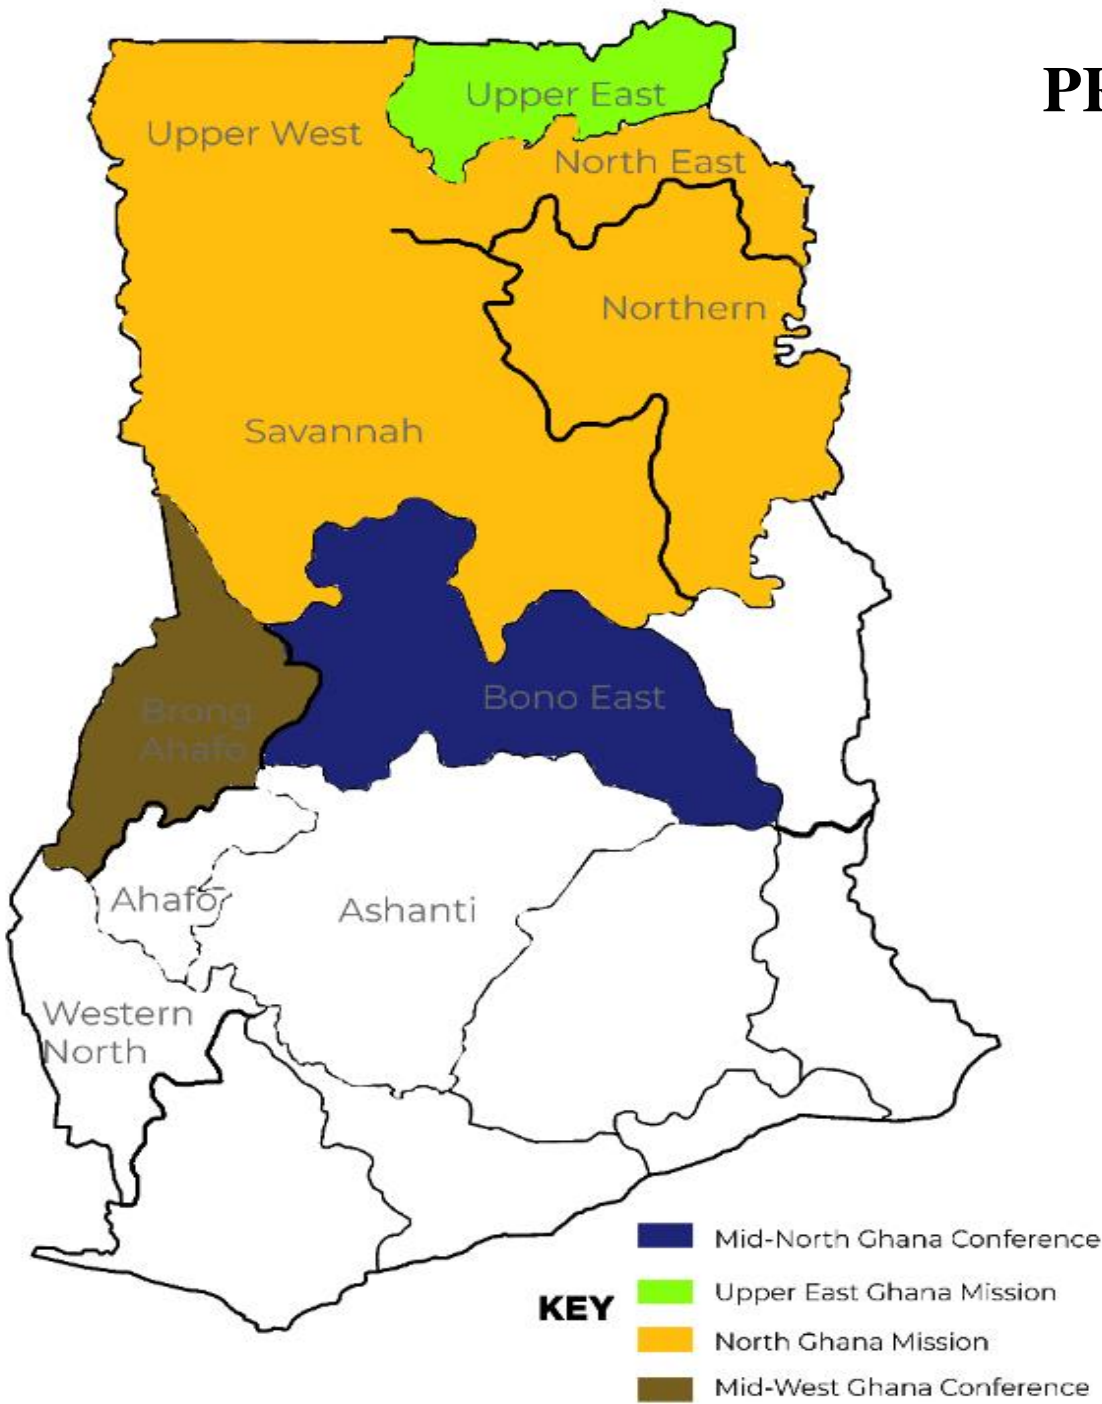 Upper East
Upper West
North East
Northern
Savannah
Bono East
Brong
Ahafo
Ahafo
Ashanti
Western
North
KEY
Mid-North Ghana Conference
Upper East Ghana Mission
North Ghana Mission
Mid-West Ghana Conference